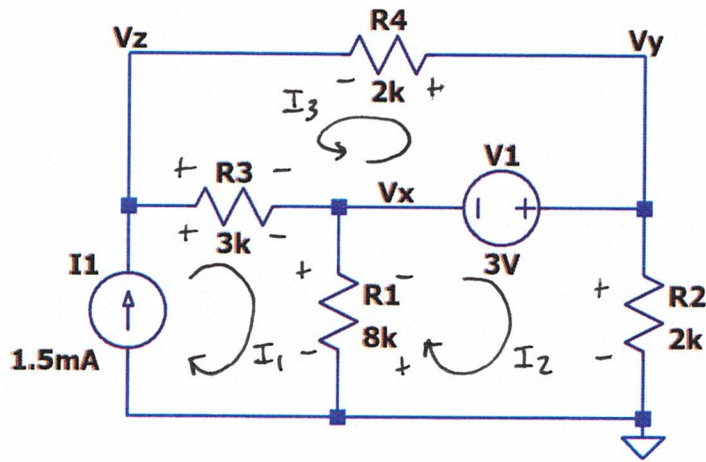 R4
Vz
Vy
- 2k +
I3
+ R3 -
V1
Vx
+ 3k -
3V
I1
+ R1 -
+ R2
8k
- 2k
1.5mA
- I1 + I2